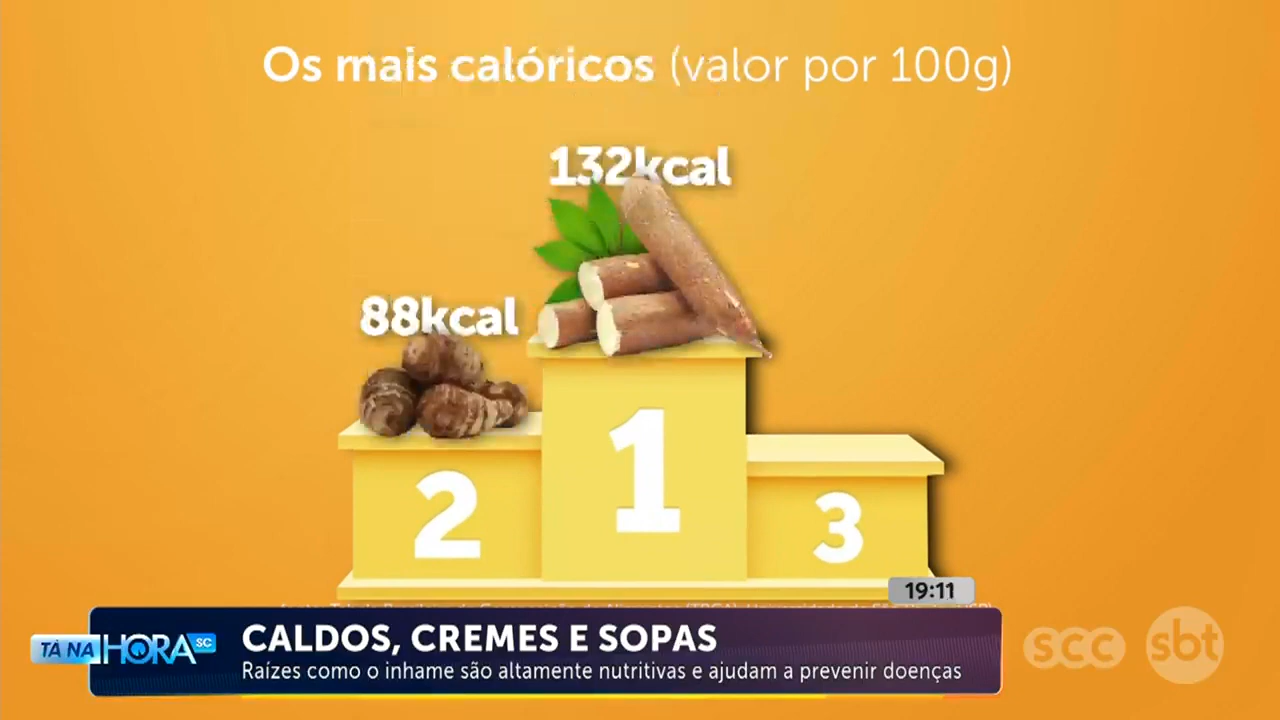 Os mais calóricos (valor por 100g)
132kcal
88kcal
1
2
3
19:11
TÁ NA HORA SC
CALDOS, CREMES E SOPAS
Raízes como o inhame são altamente nutritivas e ajudam a prevenir doenças
scc sbt